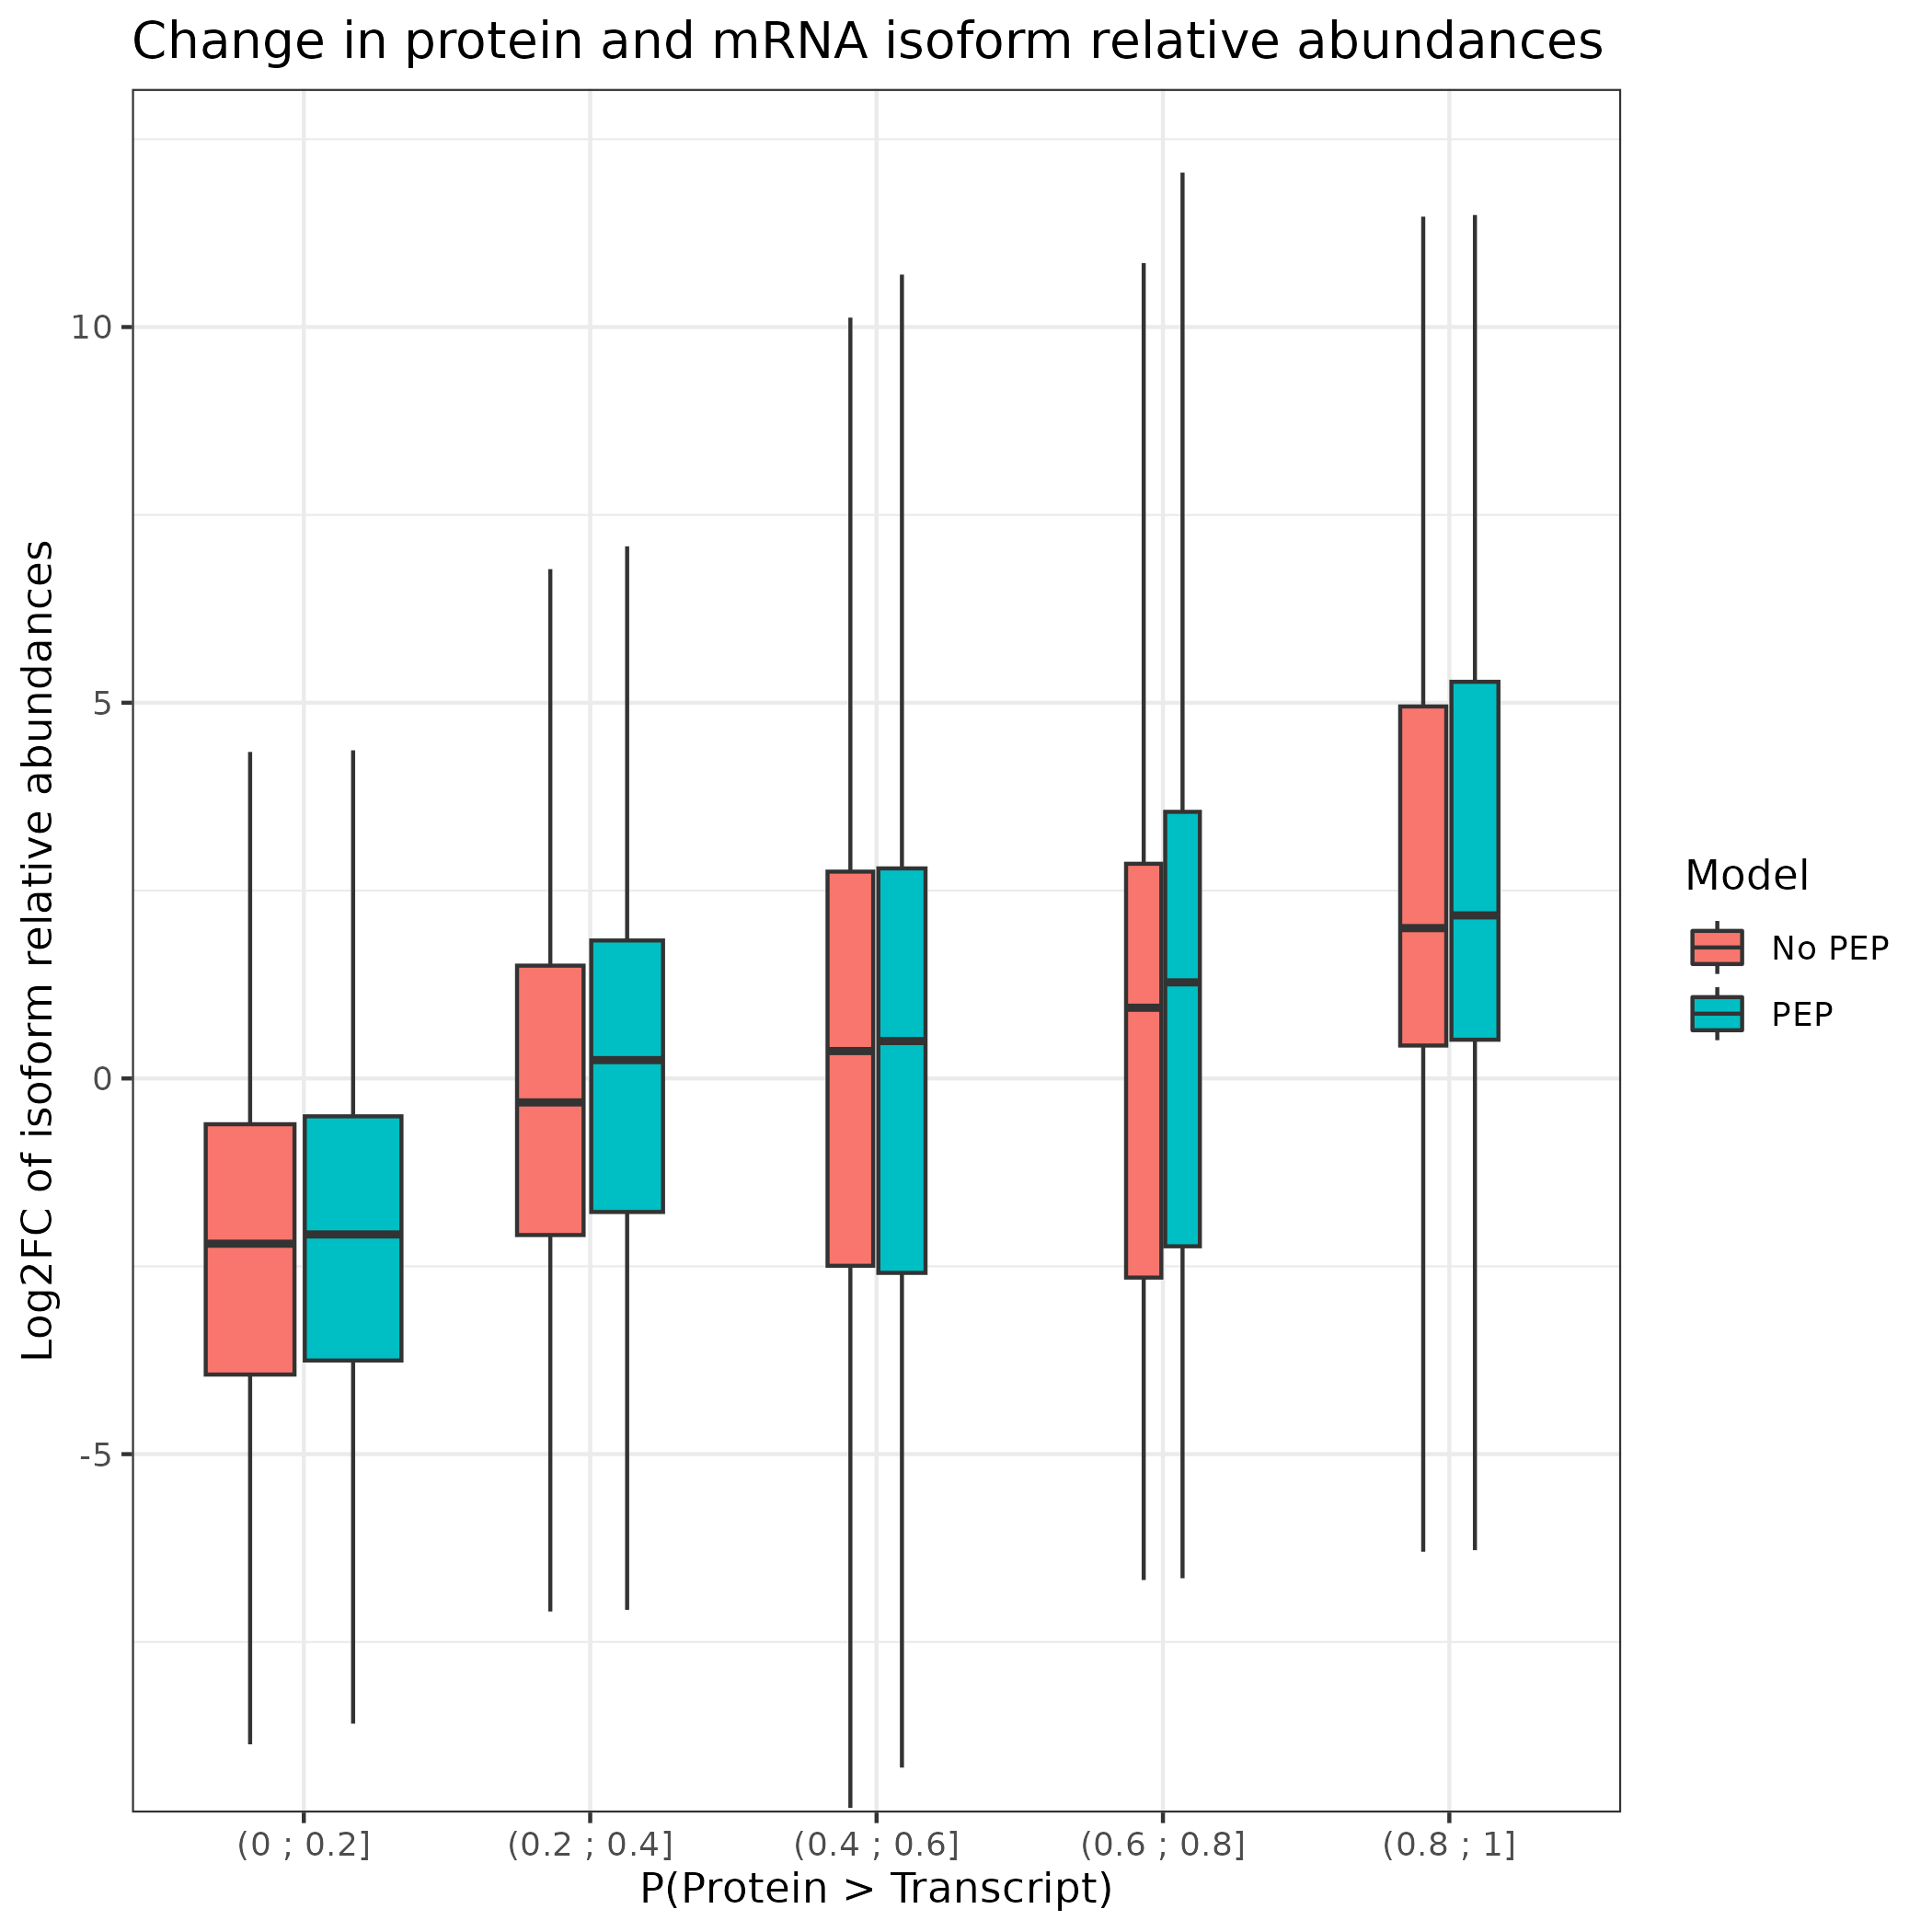 Change in protein and mRNA isoform relative abundances
Log2FC of isoform relative abundances
10
5
0
-5
(0 ; 0.2]
(0.2 ; 0.4]
(0.4 ; 0.6]
(0.6 ; 0.8]
(0.8 ; 1]
P(Protein > Transcript)
Model
No PEP
PEP